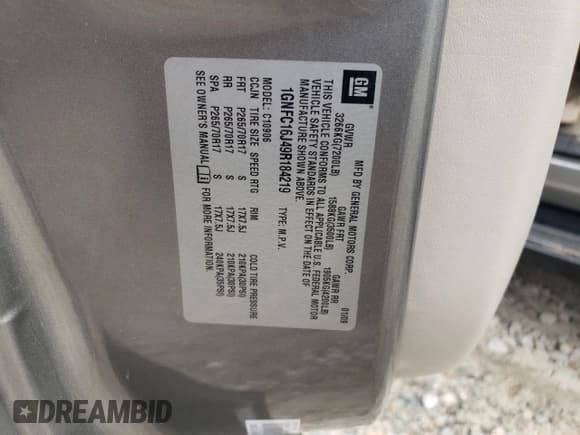 GM
MFD BY GENERAL MOTORS CORP. 01/09
GVWR GAWR FRT GAWR RR
3266KG(7200LB) 1588KG(3500LB) 1905KG(4200LB)
THIS VEHICLE CONFORMS TO ALL APPLICABLE U.S. FEDERAL MOTOR
VEHICLE SAFETY STANDARDS IN EFFECT ON THE DATE OF
MANUFACTURE SHOWN ABOVE.
1GNFC16J49R184219 TYPE: M.P.V.
MODEL: C10906
CCJN TIRE SIZE SPEED RTG RIM COLD TIRE PRESSURE
FRT P265/70R17 S 17X7.5J 210KPA(30PSI)
RR P265/70R17 S 17X7.5J 210KPA(30PSI)
SPA P265/70R17 S 17X7.5J 240KPA(35PSI)
SEE OWNER'S MANUAL FOR MORE INFORMATION.
DREAMBID